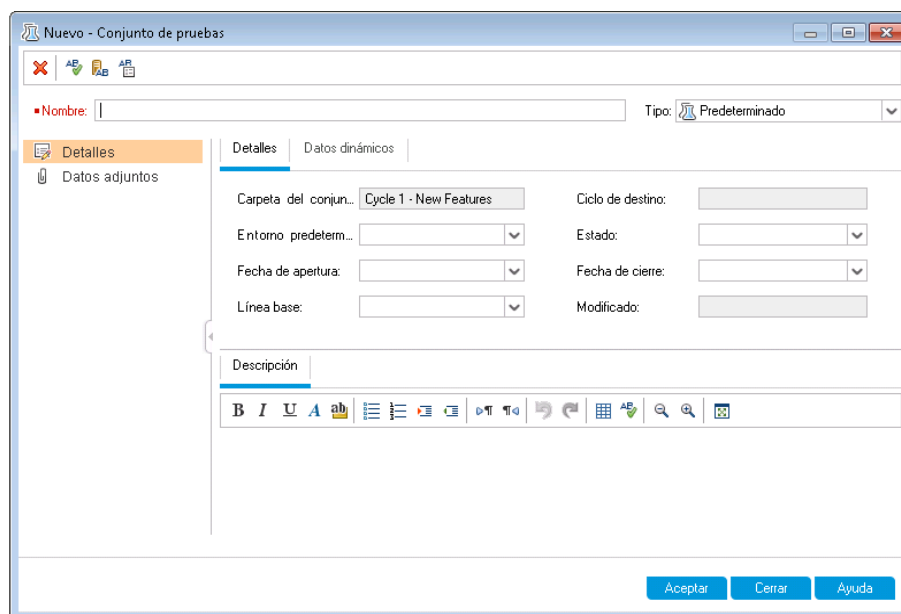 Nuevo - Conjunto de pruebas
Nombre:
Tipo: Predeterminado
Detalles
Datos adjuntos
Detalles Datos dinámicos
Carpeta del conjun... Cycle 1 - New Features Ciclo de destino:
Entorno predeterm... Estado:
Fecha de apertura: Fecha de cierre:
Línea base: Modificado:
Descripción
B I U A ab
Aceptar Cerrar Ayuda